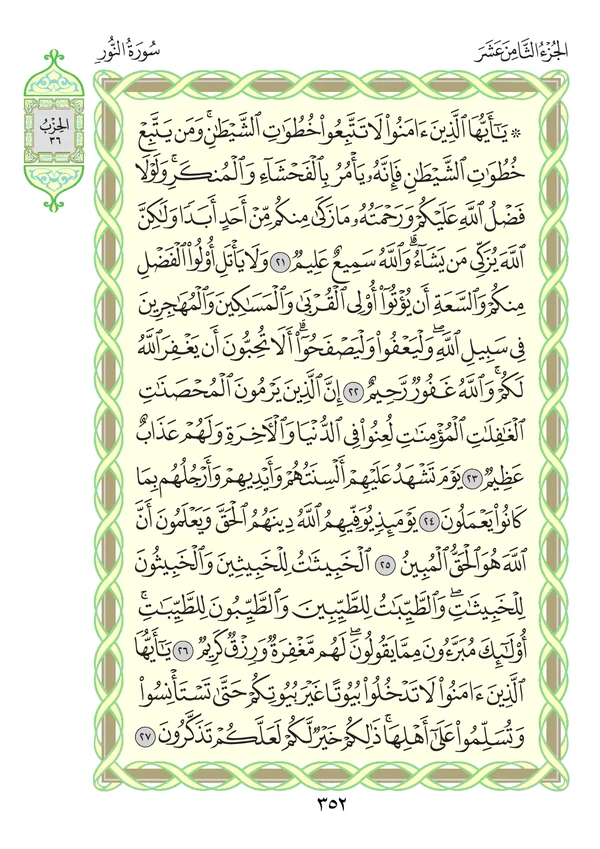 الجُزْءُ الثَّامِنَ عَشَرَ
سُورَةُ النُّورِ
الحِزْبُ
٣٦
۞ يَٰٓأَيُّهَا ٱلَّذِينَ ءَامَنُواْ لَا تَتَّبِعُواْ خُطُوَٰتِ ٱلشَّيْطَٰنِۚ وَمَن يَتَّبِعْ
خُطُوَٰتِ ٱلشَّيْطَٰنِ فَإِنَّهُۥ يَأْمُرُ بِٱلْفَحْشَآءِ وَٱلْمُنكَرِۚ وَلَوْلَا
فَضْلُ ٱللَّهِ عَلَيْكُمْ وَرَحْمَتُهُۥ مَا زَكَىٰ مِنكُم مِّنْ أَحَدٍ أَبَدٗا وَلَٰكِنَّ
ٱللَّهَ يُزَكِّي مَن يَشَآءُۗ وَٱللَّهُ سَمِيعٌ عَلِيمٞ ٢١ وَلَا يَأْتَلِ أُوْلُواْ ٱلْفَضْلِ
مِنكُمْ وَٱلسَّعَةِ أَن يُؤْتُوٓاْ أُوْلِي ٱلْقُرْبَىٰ وَٱلْمَسَٰكِينَ وَٱلْمُهَٰجِرِينَ
فِي سَبِيلِ ٱللَّهِۖ وَلْيَعْفُواْ وَلْيَصْفَحُوٓاْۗ أَلَا تُحِبُّونَ أَن يَغْفِرَ ٱللَّهُ
لَكُمْۚ وَٱللَّهُ غَفُورٞ رَّحِيمٌ ٢٢ إِنَّ ٱلَّذِينَ يَرْمُونَ ٱلْمُحْصَنَٰتِ
ٱلْغَٰفِلَٰتِ ٱلْمُؤْمِنَٰتِ لُعِنُواْ فِي ٱلدُّنْيَا وَٱلْأٓخِرَةِ وَلَهُمْ عَذَابٌ
عَظِيمٞ ٢٣ يَوْمَ تَشْهَدُ عَلَيْهِمْ أَلْسِنَتُهُمْ وَأَيْدِيهِمْ وَأَرْجُلُهُم بِمَا
كَانُواْ يَعْمَلُونَ ٢٤ يَوْمَئِذٖ يُوَفِّيهِمُ ٱللَّهُ دِينَهُمُ ٱلْحَقَّ وَيَعْلَمُونَ أَنَّ
ٱللَّهَ هُوَ ٱلْحَقُّ ٱلْمُبِينُ ٢٥ ٱلْخَبِيثَٰتُ لِلْخَبِيثِينَ وَٱلْخَبِيثُونَ
لِلْخَبِيثَٰتِۖ وَٱلطَّيِّبَٰتُ لِلطَّيِّبِينَ وَٱلطَّيِّبُونَ لِلطَّيِّبَٰتِۚ
أُوْلَٰٓئِكَ مُبَرَّءُونَ مِمَّا يَقُولُونَۖ لَهُم مَّغْفِرَةٞ وَرِزْقٞ كَرِيمٞ ٢٦ يَٰٓأَيُّهَا
ٱلَّذِينَ ءَامَنُواْ لَا تَدْخُلُواْ بُيُوتًا غَيْرَ بُيُوتِكُمْ حَتَّىٰ تَسْتَأْنِسُواْ
وَتُسَلِّمُواْ عَلَىٰٓ أَهْلِهَاۚ ذَٰلِكُمْ خَيْرٞ لَّكُمْ لَعَلَّكُمْ تَذَكَّرُونَ ٢٧
٣٥٢